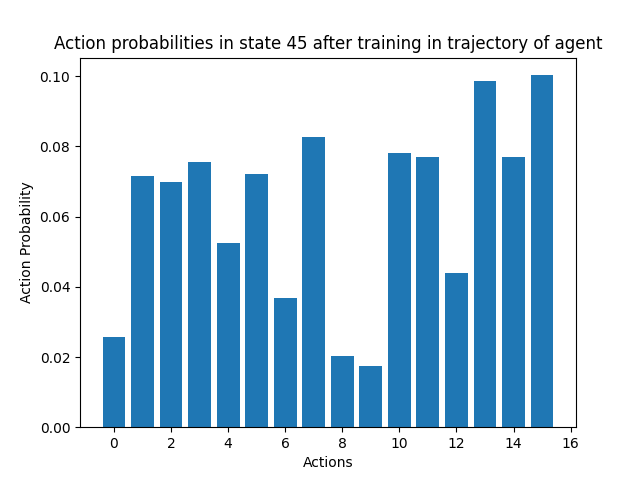 Action probabilities in state 45 after training in trajectory of agent
0.10
0.08
0.06
0.04
0.02
0.00
Action Probability
0 2 4 6 8 10 12 14 16
Actions